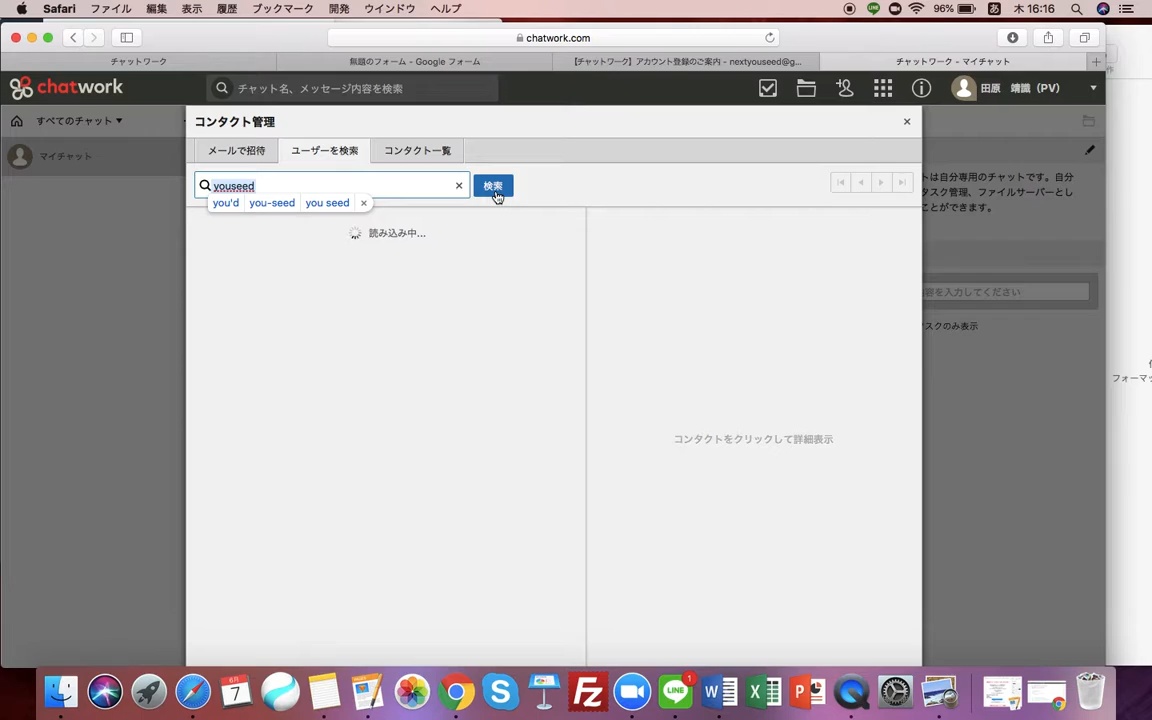 Safari ファイル 編集 表示 履歴 ブックマーク 開発 ウインドウ ヘルプ 96% あ 木 16:16
chatwork.com
チャットワーク 無題のフォーム - Google フォーム 【チャットワーク】アカウント登録のご案内 - nextyouseed@g... チャットワーク - マイチャット
chatwork チャット名、メッセージ内容を検索 田原 靖識 (PV)
すべてのチャット コンタクト管理
マイチャット メールで招待 ユーザーを検索 コンタクト一覧
youseed 検索
you'd you-seed you seed
トは自分専用のチャットです。自分
タスク管理、ファイルサーバーとし
ことができます。
読み込み中...
内容を入力してください
スクのみ表示
フォーマッ
コンタクトをクリックして詳細表示
6月
7
LINE
1